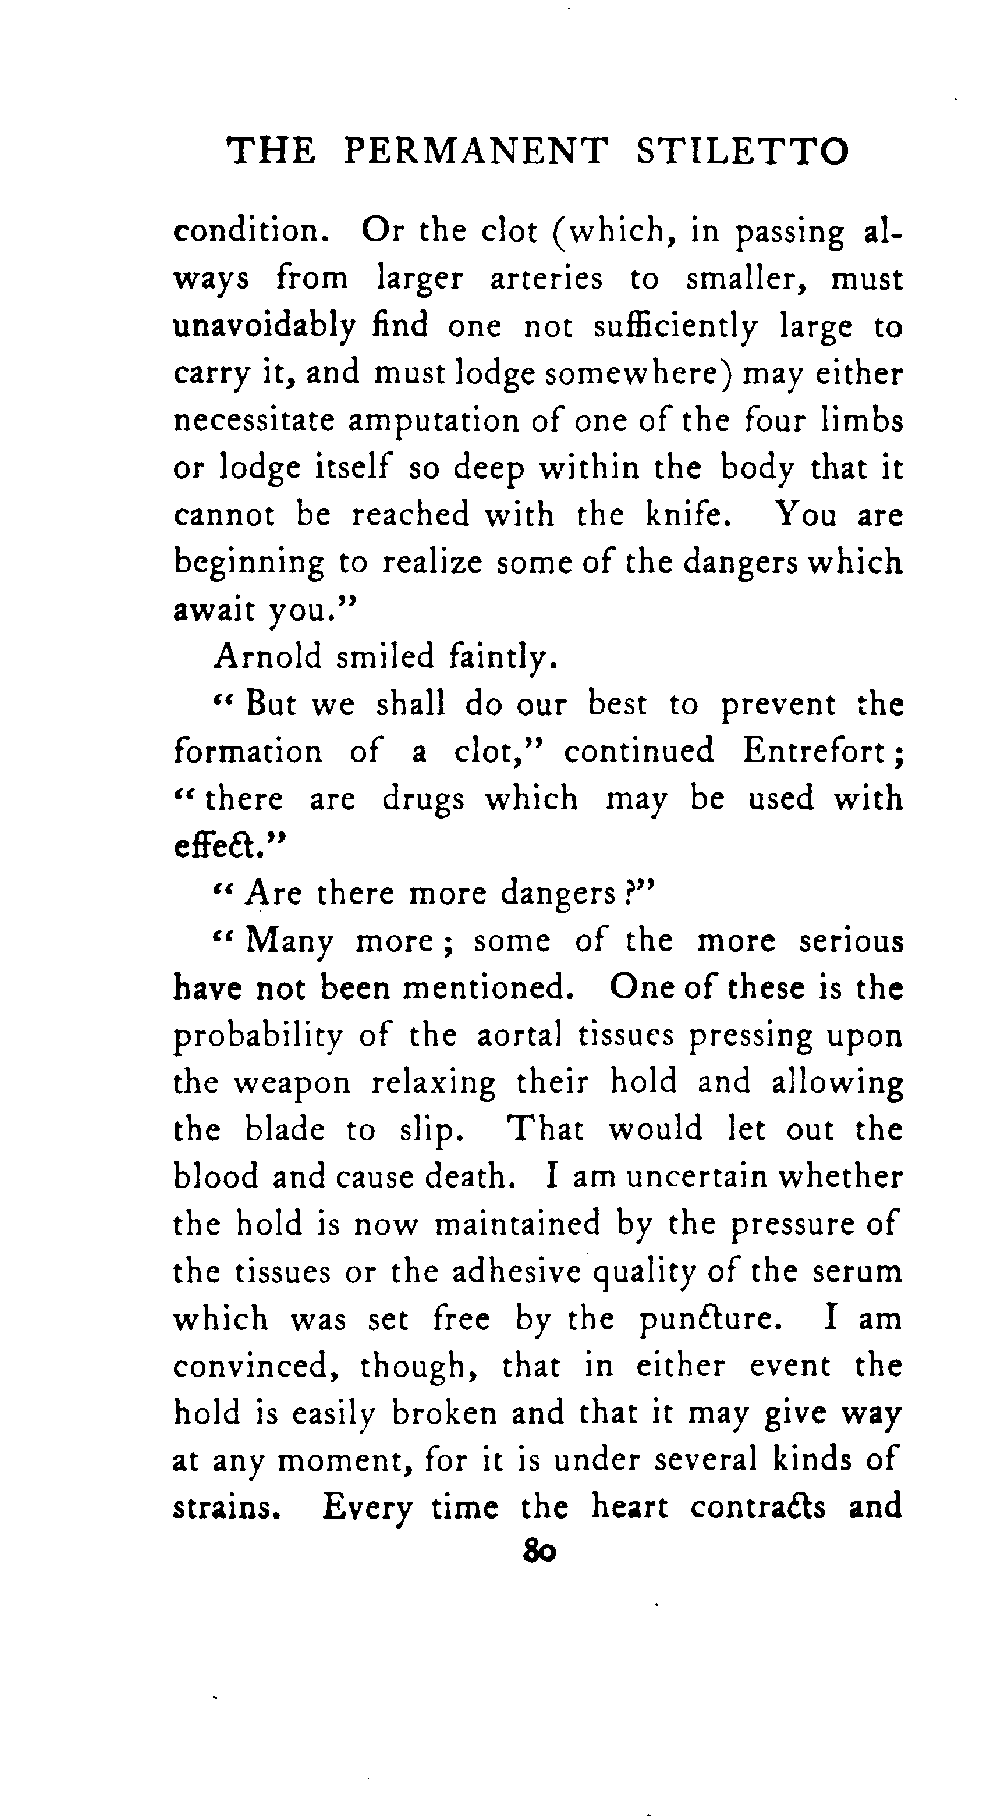 THE PERMANENT STILETTO
condition. Or the clot (which, in passing al-
ways from larger arteries to smaller, must
unavoidably find one not sufficiently large to
carry it, and must lodge somewhere) may either
necessitate amputation of one of the four limbs
or lodge itself so deep within the body that it
cannot be reached with the knife. You are
beginning to realize some of the dangers which
await you.”
Arnold smiled faintly.
“ But we shall do our best to prevent the
formation of a clot,” continued Entrefort ;
“ there are drugs which may be used with
effect.”
“ Are there more dangers ?”
“ Many more ; some of the more serious
have not been mentioned. One of these is the
probability of the aortal tissues pressing upon
the weapon relaxing their hold and allowing
the blade to slip. That would let out the
blood and cause death. I am uncertain whether
the hold is now maintained by the pressure of
the tissues or the adhesive quality of the serum
which was set free by the puncture. I am
convinced, though, that in either event the
hold is easily broken and that it may give way
at any moment, for it is under several kinds of
strains. Every time the heart contracts and
80